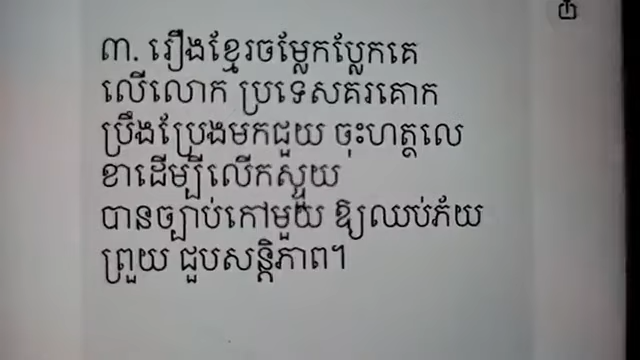 ៣. រឿងខ្មែរចម្លែកប្លែកគេ
លើលោក ប្រទេសគរគោក
ប្រឹងប្រែងមកជួយ ចុះហត្ថលេ
ខាដើម្បីលើកស្ទួយ
បានច្បាប់កៅមួយ ឱ្យឈប់ភ័យ
ព្រួយ ជួបសន្តិភាព។